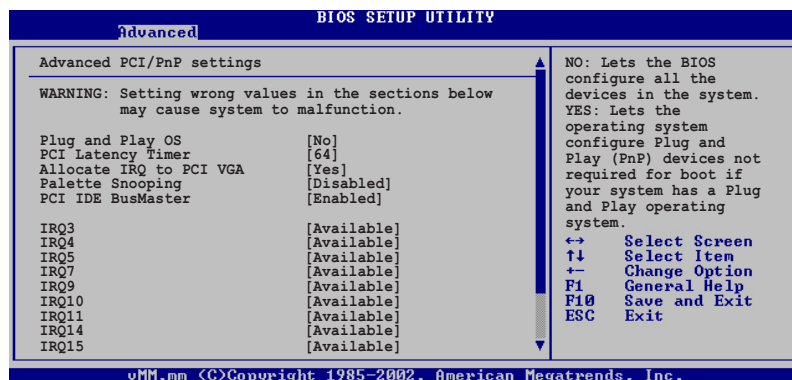 BIOS SETUP UTILITY
Advanced
Advanced PCI/PnP settings
WARNING: Setting wrong values in the sections below
may cause system to malfunction.
Plug and Play OS [No]
PCI Latency Timer [64]
Allocate IRQ to PCI VGA [Yes]
Palette Snooping [Disabled]
PCI IDE BusMaster [Enabled]
IRQ3 [Available]
IRQ4 [Available]
IRQ5 [Available]
IRQ7 [Available]
IRQ9 [Available]
IRQ10 [Available]
IRQ11 [Available]
IRQ14 [Available]
IRQ15 [Available]
NO: Lets the BIOS
configure all the
devices in the system.
YES: Lets the
operating system
configure Plug and
Play (PnP) devices not
required for boot if
your system has a Plug
and Play operating
system.
←→ Select Screen
↑↓ Select Item
+- Change Option
F1 General Help
F10 Save and Exit
ESC Exit
vMM.mm (C)Copyright 1985-2002, American Megatrends, Inc.